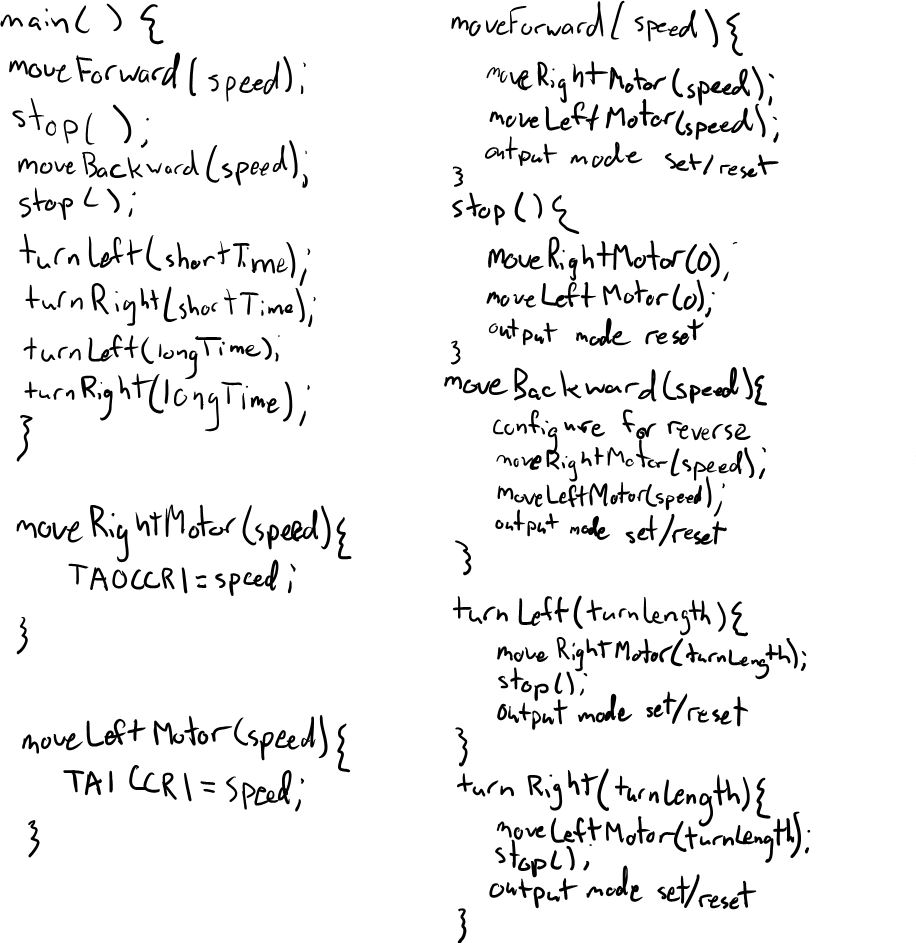 main() {
moveForward(speed);
stop();
moveBackward(speed);
stop();
turnLeft(shortTime);
turnRight(shortTime);
turnLeft(longTime);
turnRight(longTime);
}
moveRightMotor(speed){
TA0CCR1=speed;
}
moveLeftMotor(speed){
TA1CCR1=speed;
}
moveForward(speed){
moveRightMotor(speed);
moveLeftMotor(speed);
output mode set/reset
}
stop(){
moveRightMotor(0);
moveLeftMotor(0);
output mode reset
}
moveBackward(speed){
configure for reverse
moveRightMotor(speed);
moveLeftMotor(speed);
output mode set/reset
}
turnLeft(turnlength){
moveRightMotor(turnLength);
stop();
output mode set/reset
}
turnRight(turnlength){
moveLeftMotor(turnlength);
stop();
output mode set/reset
}